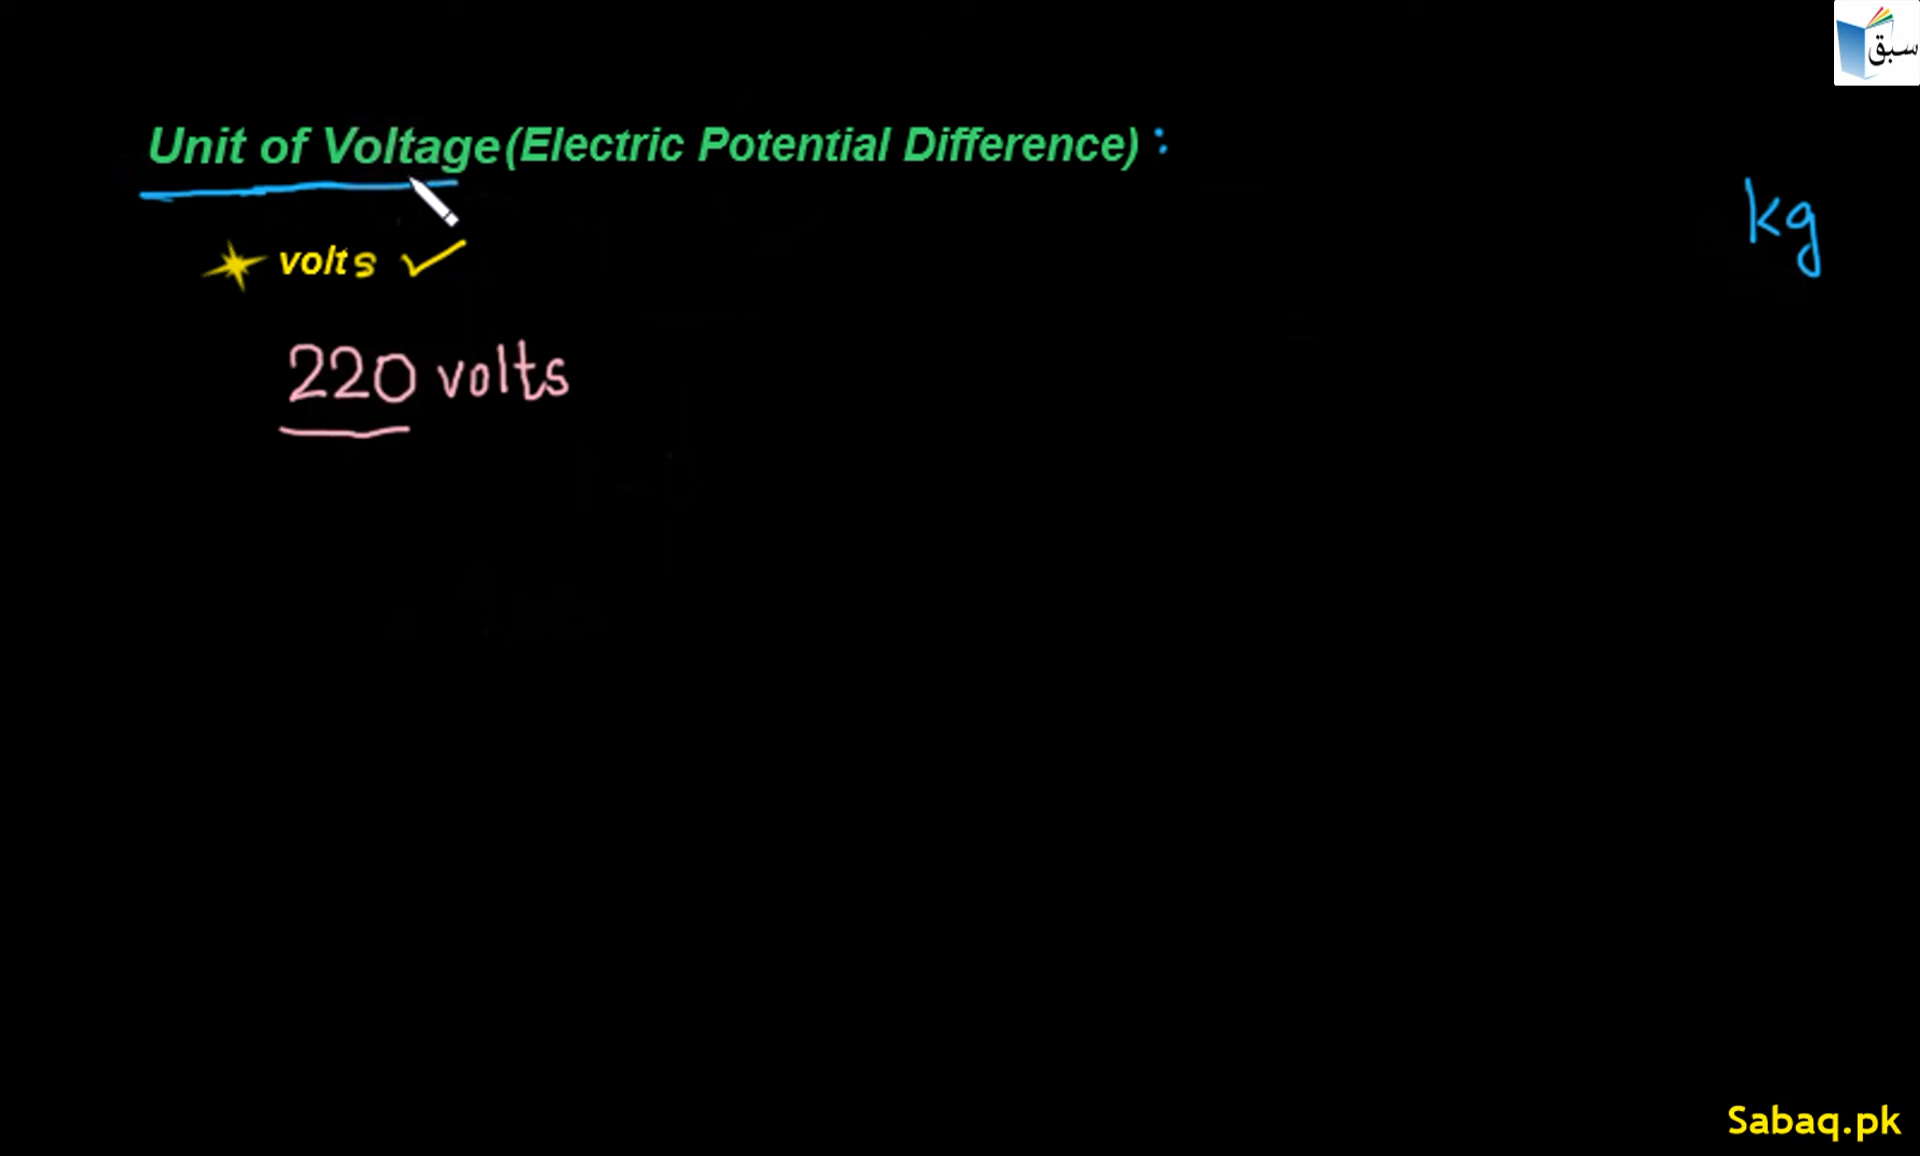 سبق
Unit of Voltage (Electric Potential Difference) :
kg
volts
220 volts
Sabaq.pk